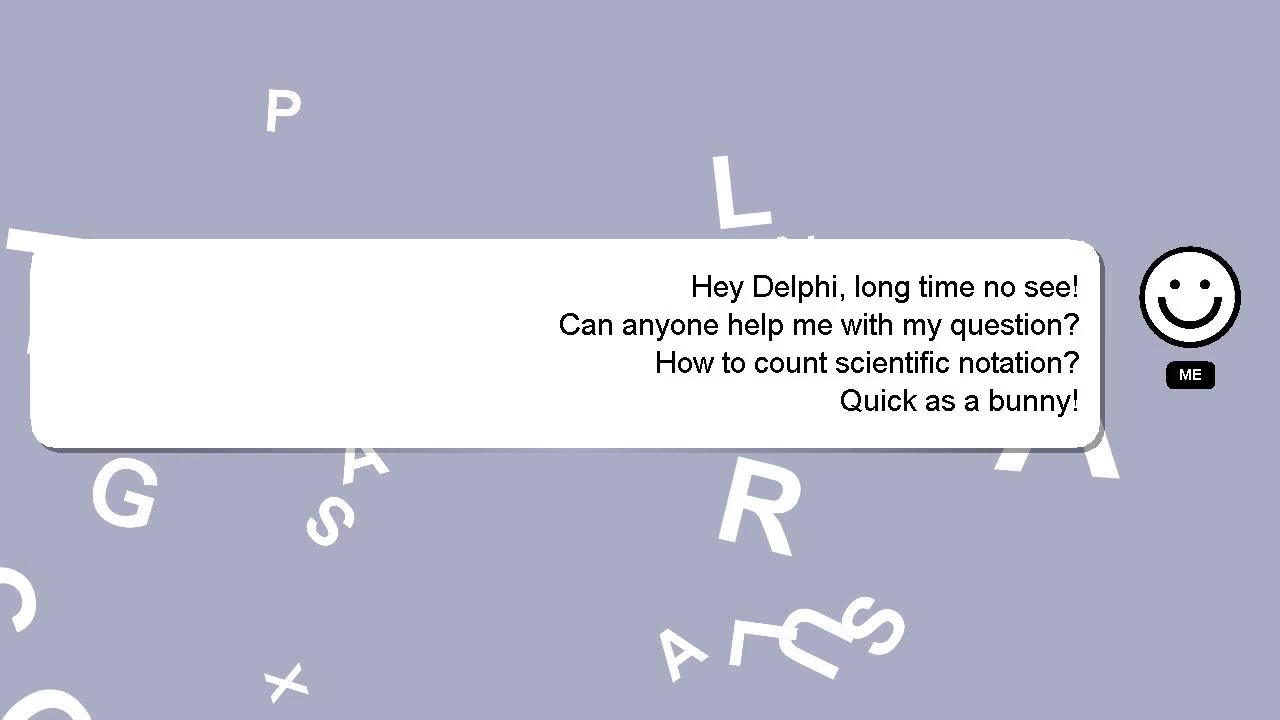 P
L
Hey Delphi, long time no see!
Can anyone help me with my question?
How to count scientific notation?
Quick as a bunny!
ME
G
A
S
R
A
S
X